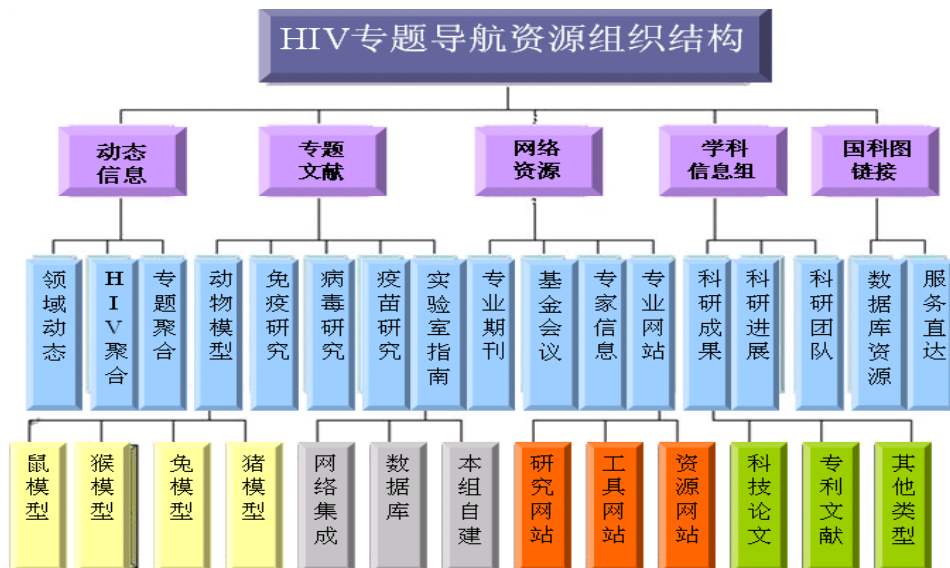 HIV专题导航资源组织结构
动态
信息
专题
文献
网络
资源
学科
信息组
国科图
链接
领域动态
HIV聚合
专题聚合
动物模型
免疫研究
病毒研究
疫苗研究
实验室指南
专业期刊
基金会议
专家信息
专业网站
科研成果
科研进展
科研团队
数据库资源
服务直达
鼠模型
猴模型
兔模型
猪模型
网络集成
数据库
本组自建
研究网站
工具网站
资源网站
科技论文
专利文献
其他类型